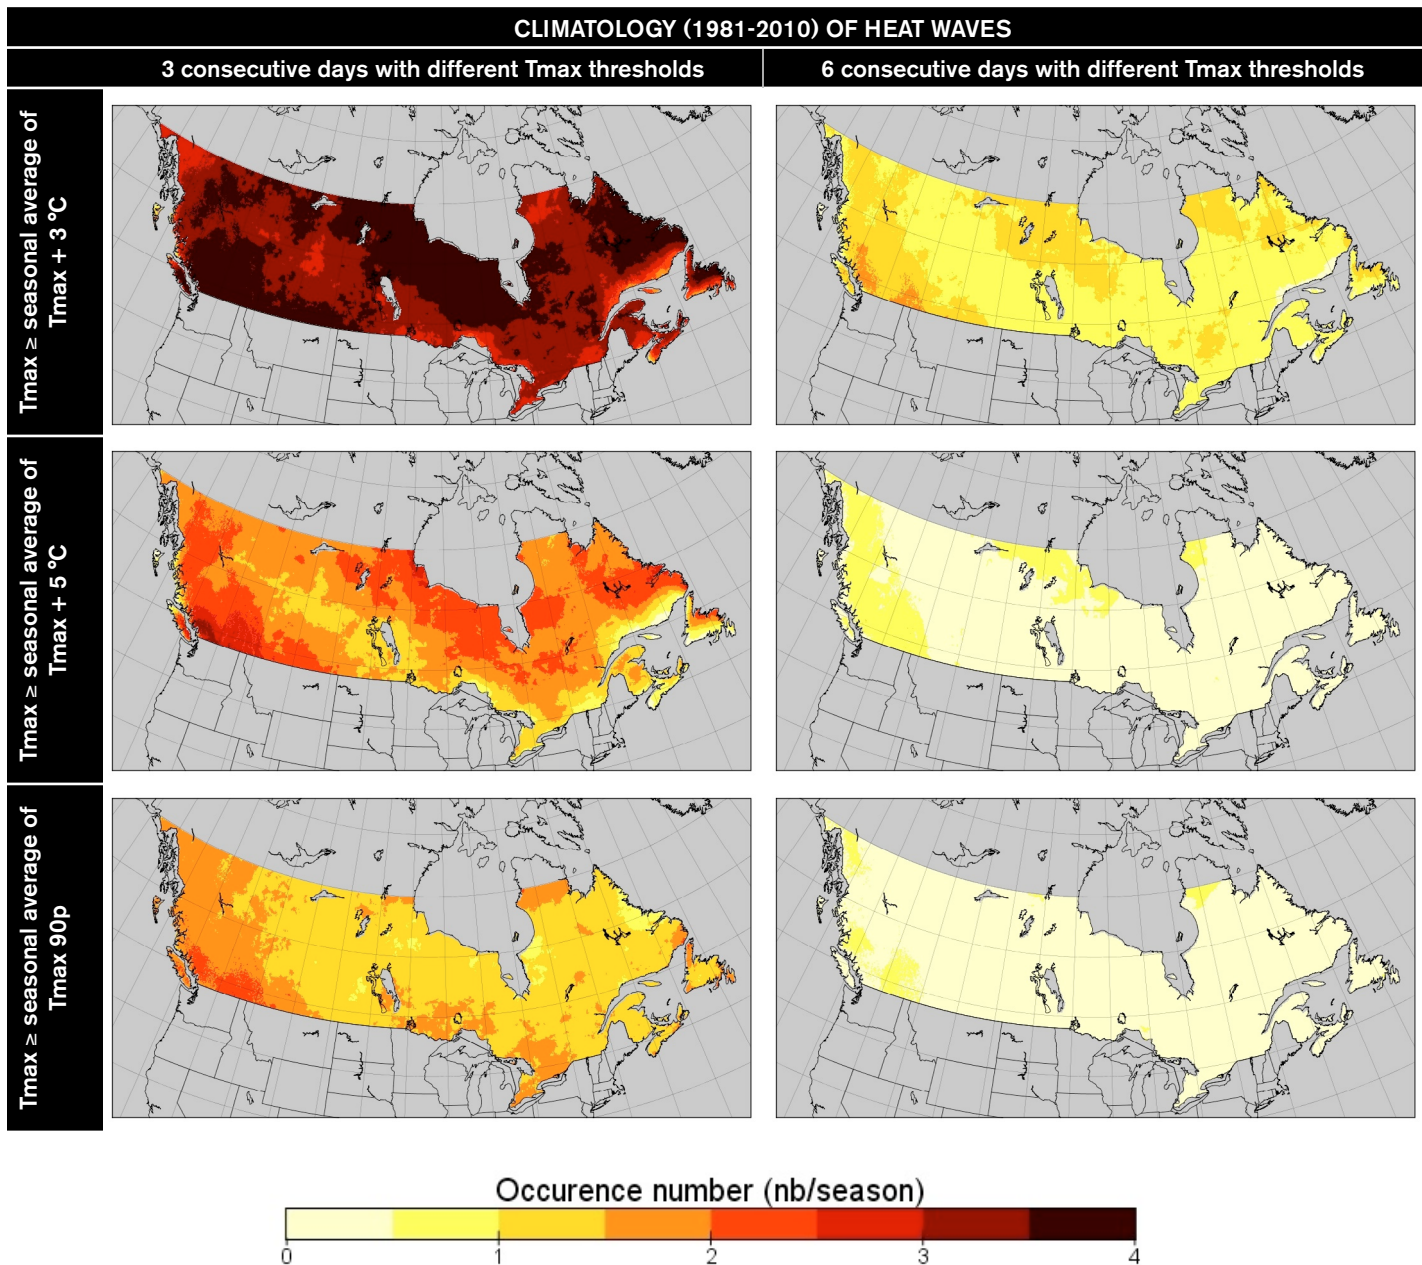 CLIMATOLOGY (1981-2010) OF HEAT WAVES
3 consecutive days with different Tmax thresholds
6 consecutive days with different Tmax thresholds
Tmax ≥ seasonal average of
Tmax + 3 °C
Tmax ≥ seasonal average of
Tmax + 5 °C
Tmax ≥ seasonal average of
Tmax 90p
Occurence number (nb/season)
0 1 2 3 4